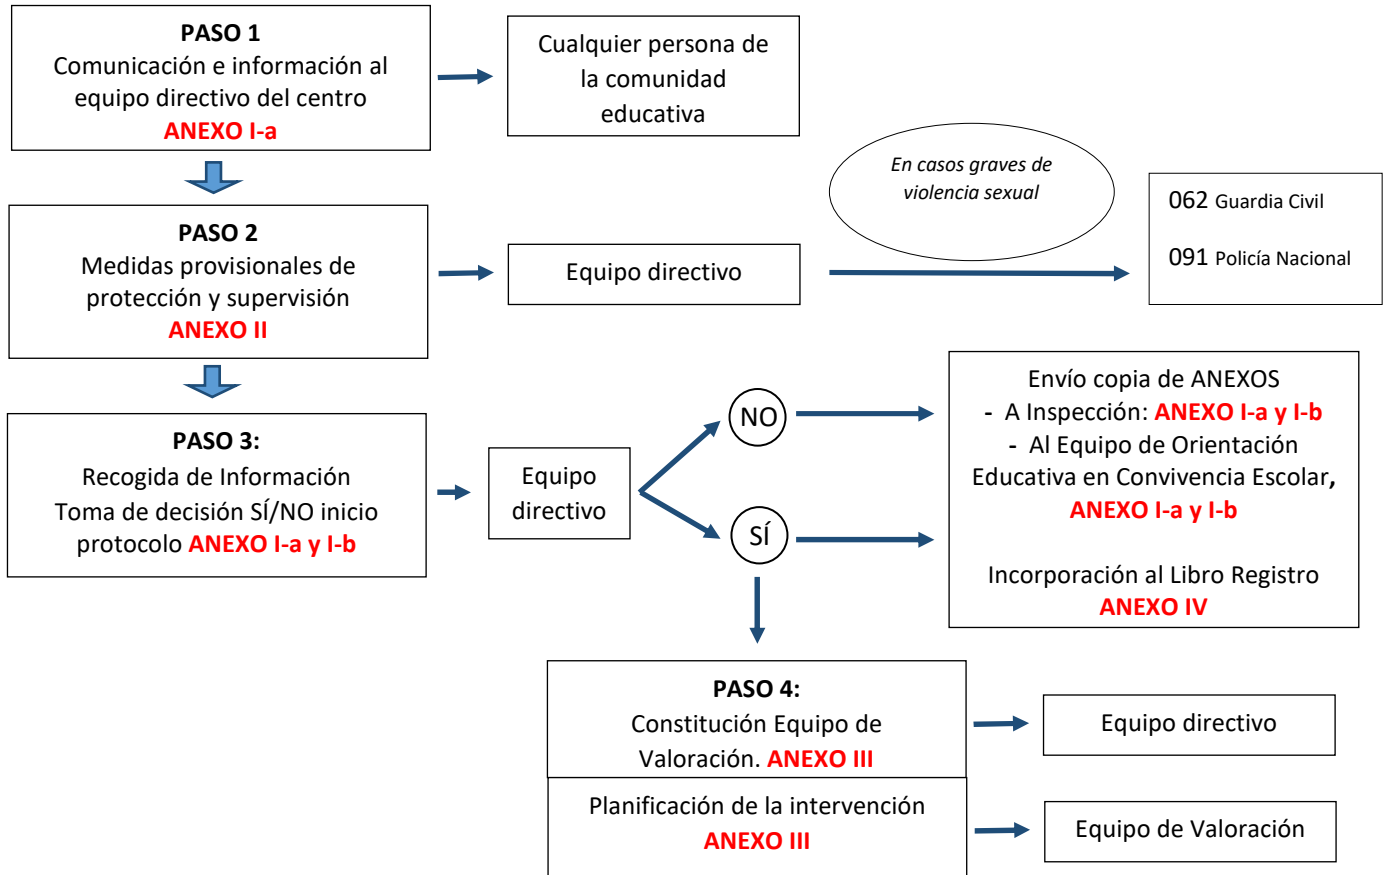 PASO 1
Comunicación e información al
equipo directivo del centro
ANEXO I-a
Cualquier persona de
la comunidad
educativa
PASO 2
Medidas provisionales de
protección y supervisión
ANEXO II
Equipo directivo
En casos graves de
violencia sexual
062 Guardia Civil
091 Policía Nacional
PASO 3:
Recogida de Información
Toma de decisión SÍ/NO inicio
protocolo ANEXO I-a y I-b
Equipo
directivo
NO
SÍ
Envío copia de ANEXOS
- A Inspección: ANEXO I-a y I-b
- Al Equipo de Orientación
Educativa en Convivencia Escolar,
ANEXO I-a y I-b
Incorporación al Libro Registro
ANEXO IV
PASO 4:
Constitución Equipo de
Valoración. ANEXO III
Equipo directivo
Planificación de la intervención
ANEXO III
Equipo de Valoración